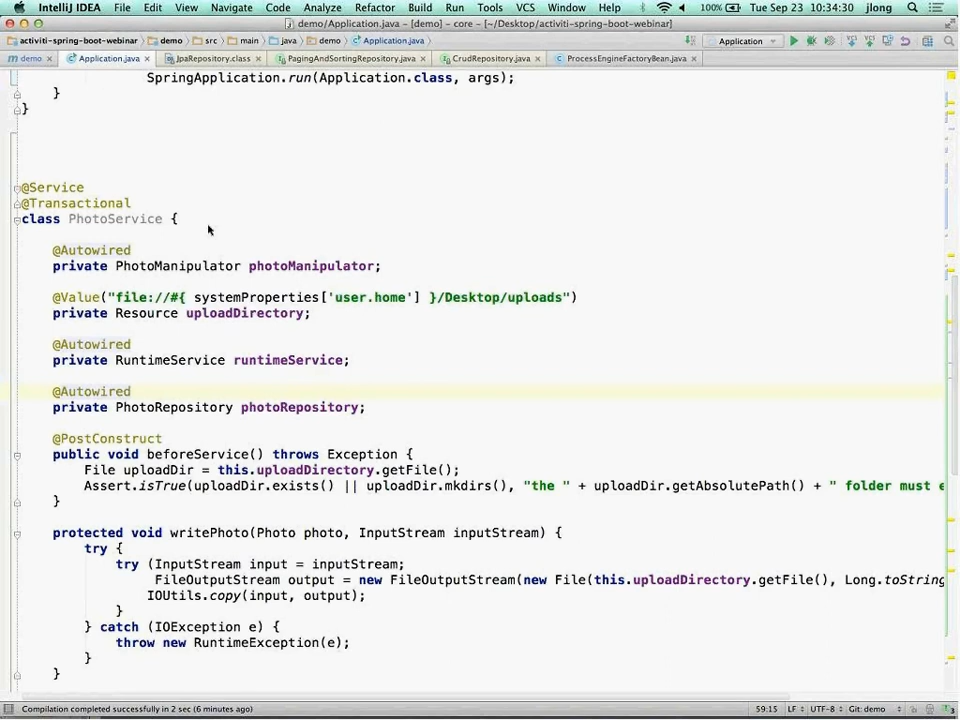 IntelliJ IDEA File Edit View Navigate Code Analyze Refactor Build Run Tools VCS Window Help 100% Tue Sep 23 10:34:30 jlong
demo/Application.java - [demo] - core - [~/Desktop/activiti-spring-boot-webinar]
activiti-spring-boot-webinar demo src main java demo Application.java Application
demo Application.java JpaRepository.class PagingAndSortingRepository.java CrudRepository.java ProcessEngineFactoryBean.java
SpringApplication.run(Application.class, args);
}
}
@Service
@Transactional
class PhotoService {
@Autowired
private PhotoManipulator photoManipulator;
@Value("file://#{ systemProperties['user.home'] }/Desktop/uploads")
private Resource uploadDirectory;
@Autowired
private RuntimeService runtimeService;
@Autowired
private PhotoRepository photoRepository;
@PostConstruct
public void beforeService() throws Exception {
File uploadDir = this.uploadDirectory.getFile();
Assert.isTrue(uploadDir.exists() || uploadDir.mkdirs(), "the " + uploadDir.getAbsolutePath() + " folder must e
}
protected void writePhoto(Photo photo, InputStream inputStream) {
try {
try (InputStream input = inputStream;
FileOutputStream output = new FileOutputStream(new File(this.uploadDirectory.getFile(), Long.toString
IOUtils.copy(input, output);
}
} catch (IOException e) {
throw new RuntimeException(e);
}
}
Compilation completed successfully in 2 sec (6 minutes ago) 59:15 LF UTF-8 Git: demo